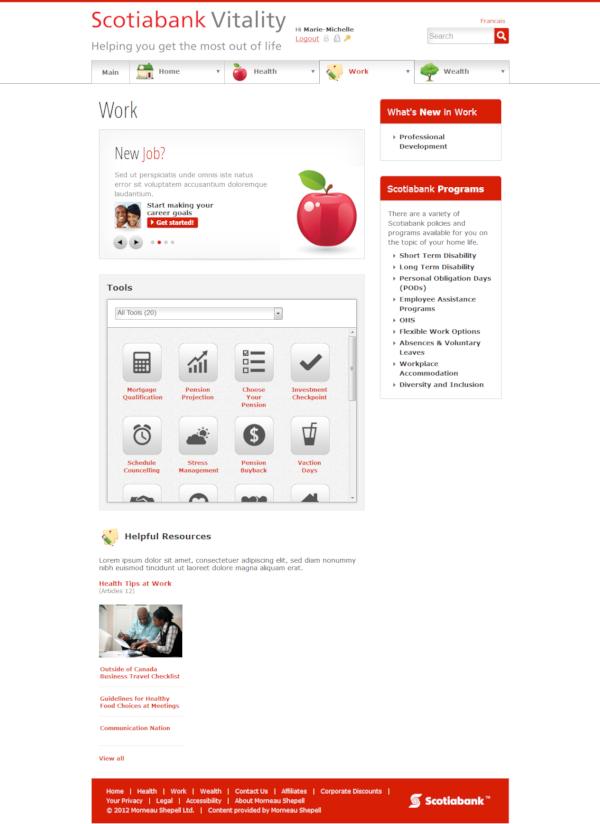 Scotiabank Vitality
Helping you get the most out of life
Hi Marie-Michelle
Logout
Francais
Search
Main
Home
Health
Work
Wealth
Work
New Job?
Sed ut perspiciatis unde omnis iste natus
error sit voluptatem accusantium doloremque
laudantium.
Start making your
career goals
Get started!
What's New in Work
Professional
Development
Scotiabank Programs
There are a variety of
Scotiabank policies and
programs available for you on
the topic of your home life.
Short Term Disability
Long Term Disability
Personal Obligation Days
(PODs)
Employee Assistance
Programs
OHS
Flexible Work Options
Absences & Voluntary
Leaves
Workplace
Accommodation
Diversity and Inclusion
Tools
All Tools (20)
Mortgage
Qualification
Pension
Projection
Choose
Your
Pension
Investment
Checkpoint
Schedule
Councelling
Stress
Management
Pension
Buyback
Vaction
Days
Helpful Resources
Lorem ipsum dolor sit amet, consectetuer adipiscing elit, sed diam nonummy
nibh euismod tincidunt ut laoreet dolore magna aliquam erat.
Health Tips at Work
(Articles 12)
Outside of Canada
Business Travel Checklist
Guidelines for Healthy
Food Choices at Meetings
Communication Nation
View all
Home | Health | Work | Wealth | Contact Us | Affiliates | Corporate Discounts |
Your Privacy | Legal | Accessibility | About Morneau Shepell
© 2012 Morneau Shepell Ltd. | Content provided by Morneau Shepell
Scotiabank™